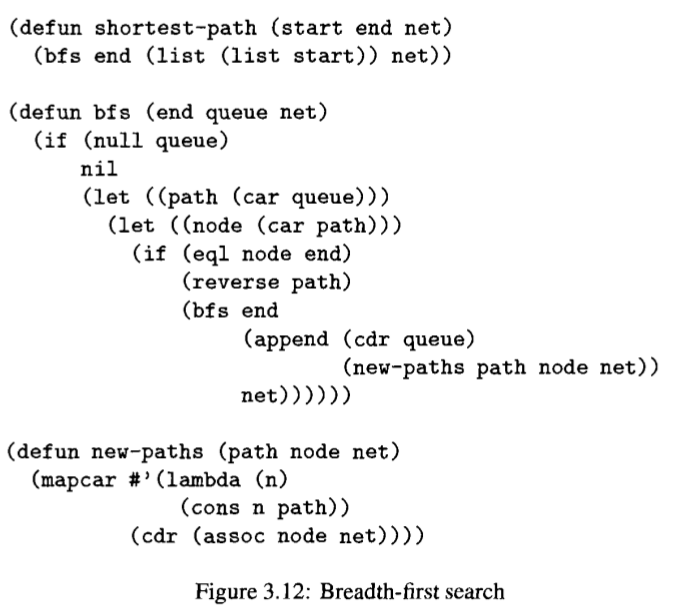 (defun shortest-path (start end net)
  (bfs end (list (list start)) net))
(defun bfs (end queue net)
  (if (null queue)
      nil
      (let ((path (car queue)))
        (let ((node (car path)))
          (if (eql node end)
              (reverse path)
              (bfs end
                   (append (cdr queue)
                           (new-paths path node net))
                   net))))))
(defun new-paths (path node net)
  (mapcar #'(lambda (n)
              (cons n path))
          (cdr (assoc node net))))
Figure 3.12: Breadth-first search